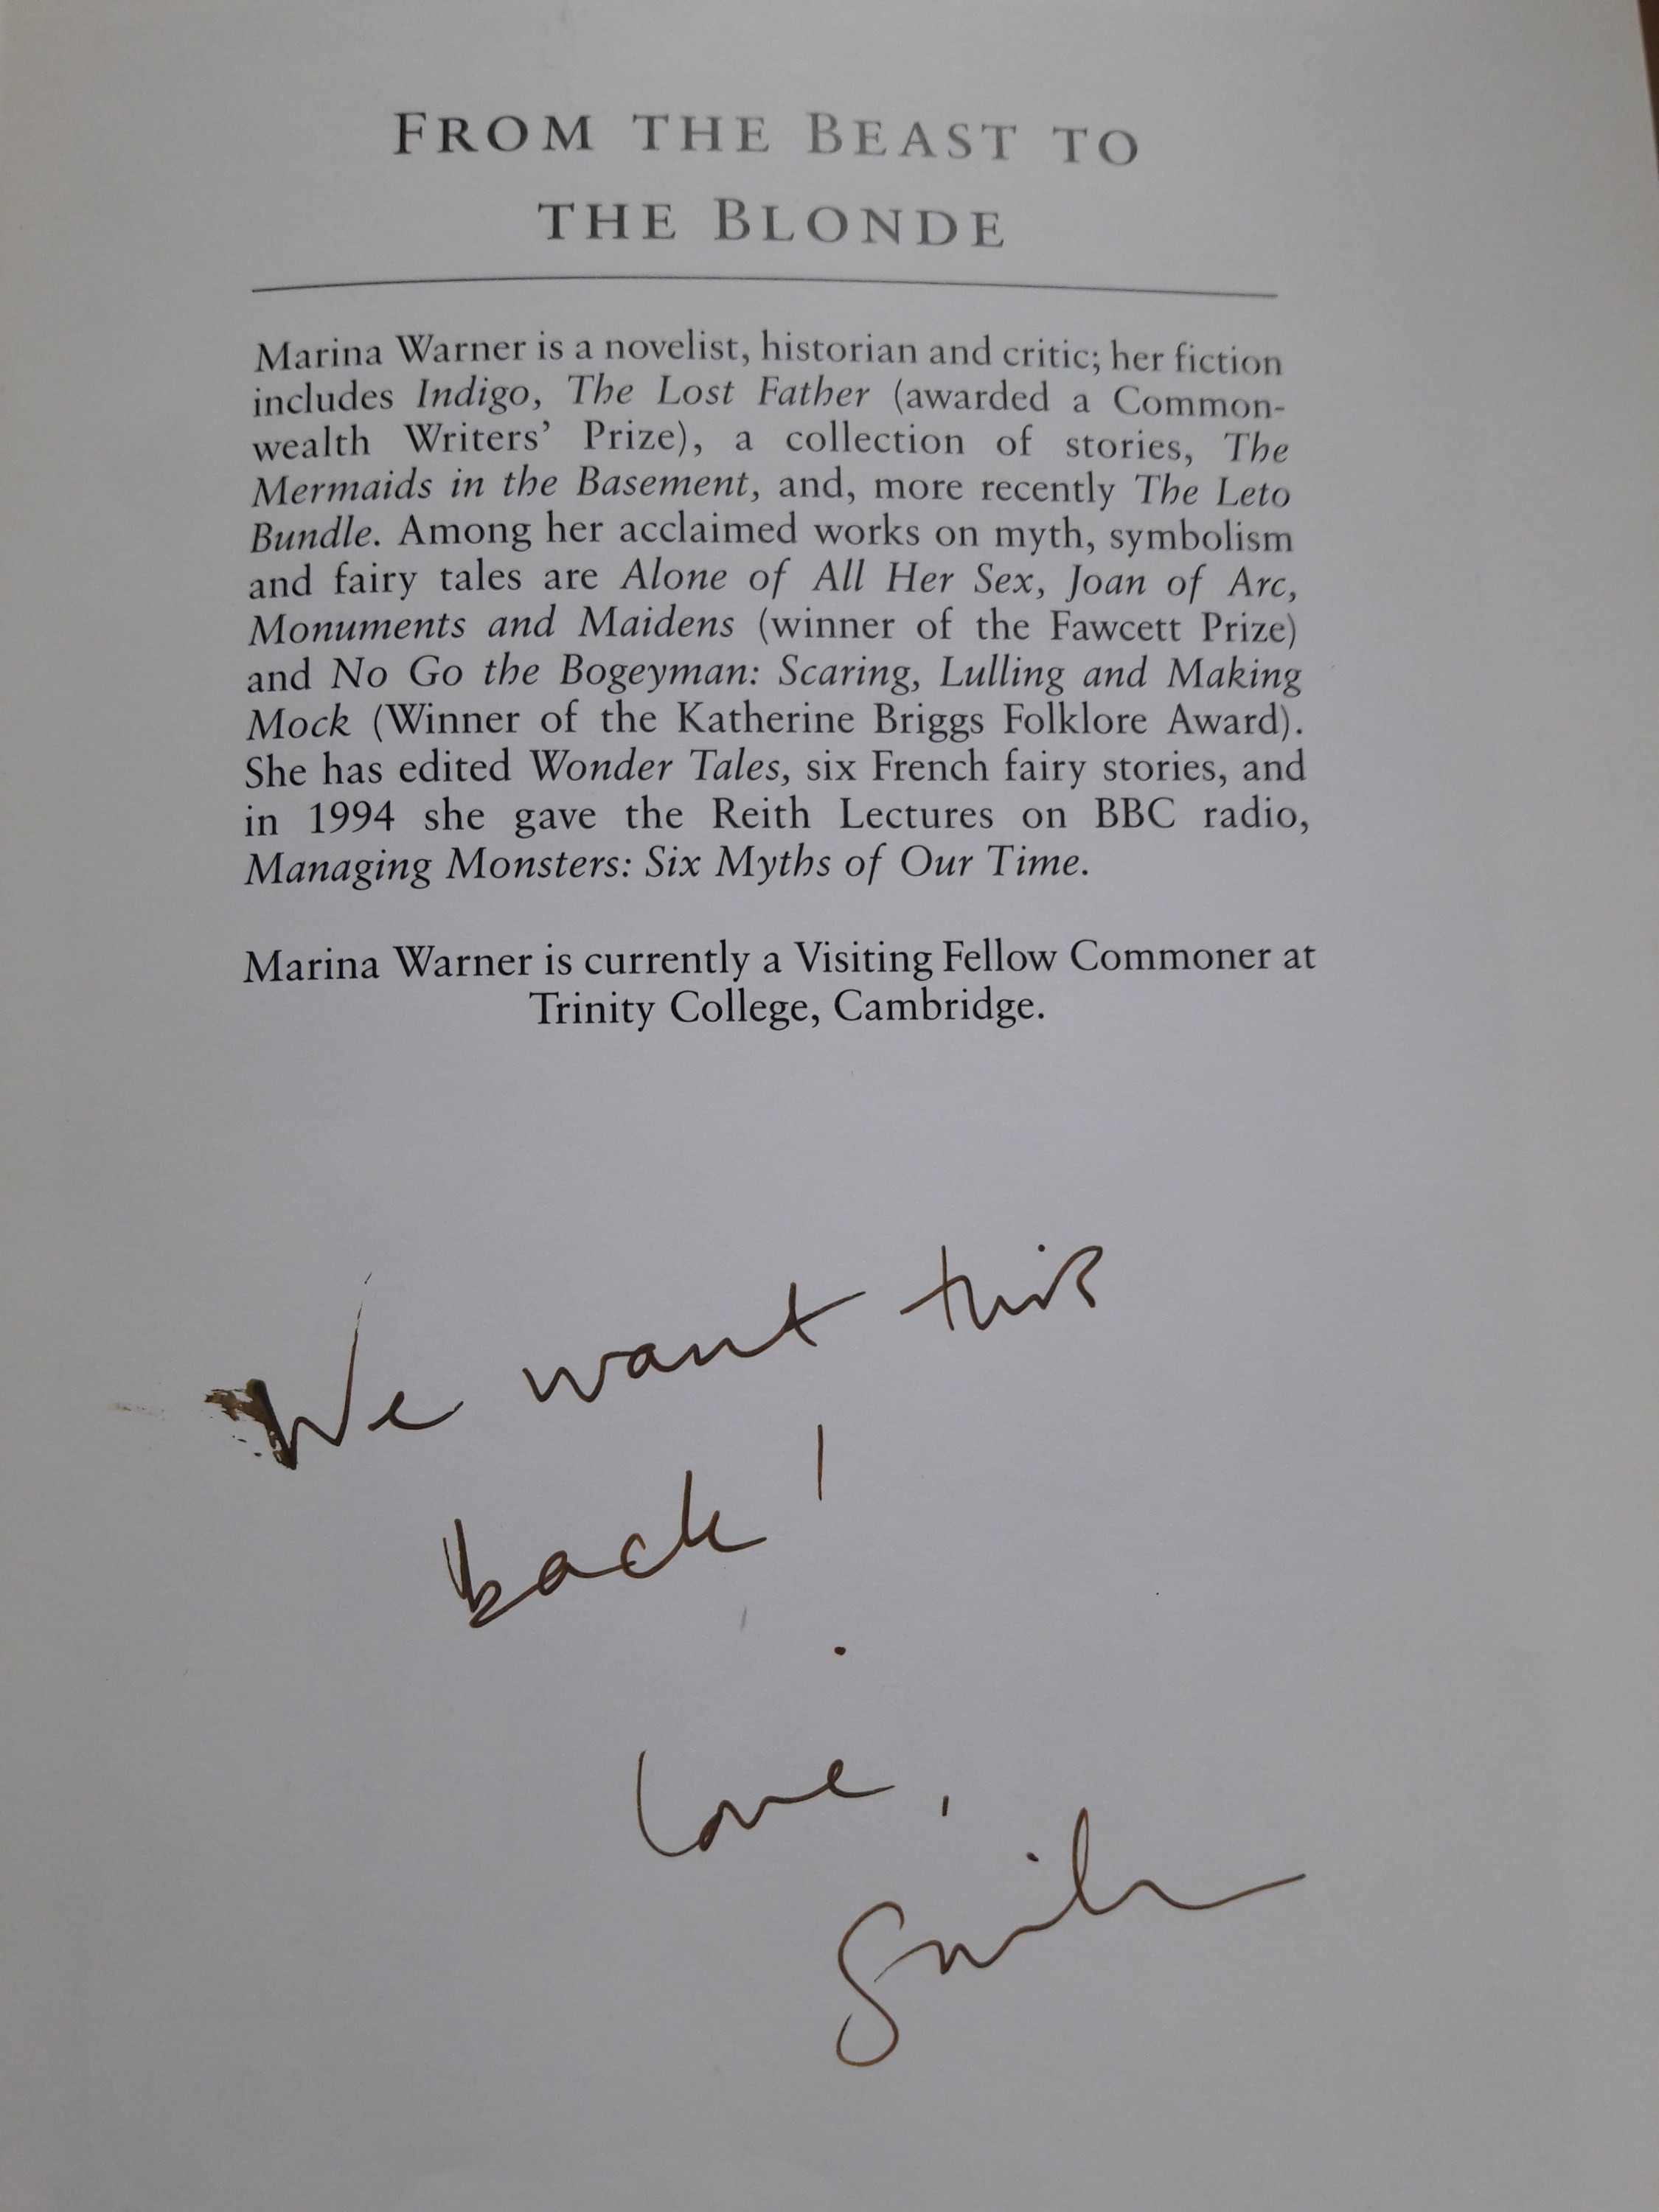 FROM THE BEAST TO
THE BLONDE
Marina Warner is a novelist, historian and critic; her fiction
includes Indigo, The Lost Father (awarded a Common-
wealth Writers' Prize), a collection of stories, The
Mermaids in the Basement, and, more recently The Leto
Bundle. Among her acclaimed works on myth, symbolism
and fairy tales are Alone of All Her Sex, Joan of Arc,
Monuments and Maidens (winner of the Fawcett Prize)
and No Go the Bogeyman: Scaring, Lulling and Making
Mock (Winner of the Katherine Briggs Folklore Award).
She has edited Wonder Tales, six French fairy stories, and
in 1994 she gave the Reith Lectures on BBC radio,
Managing Monsters: Six Myths of Our Time.
Marina Warner is currently a Visiting Fellow Commoner at
Trinity College, Cambridge.
We want this
back!
Love,